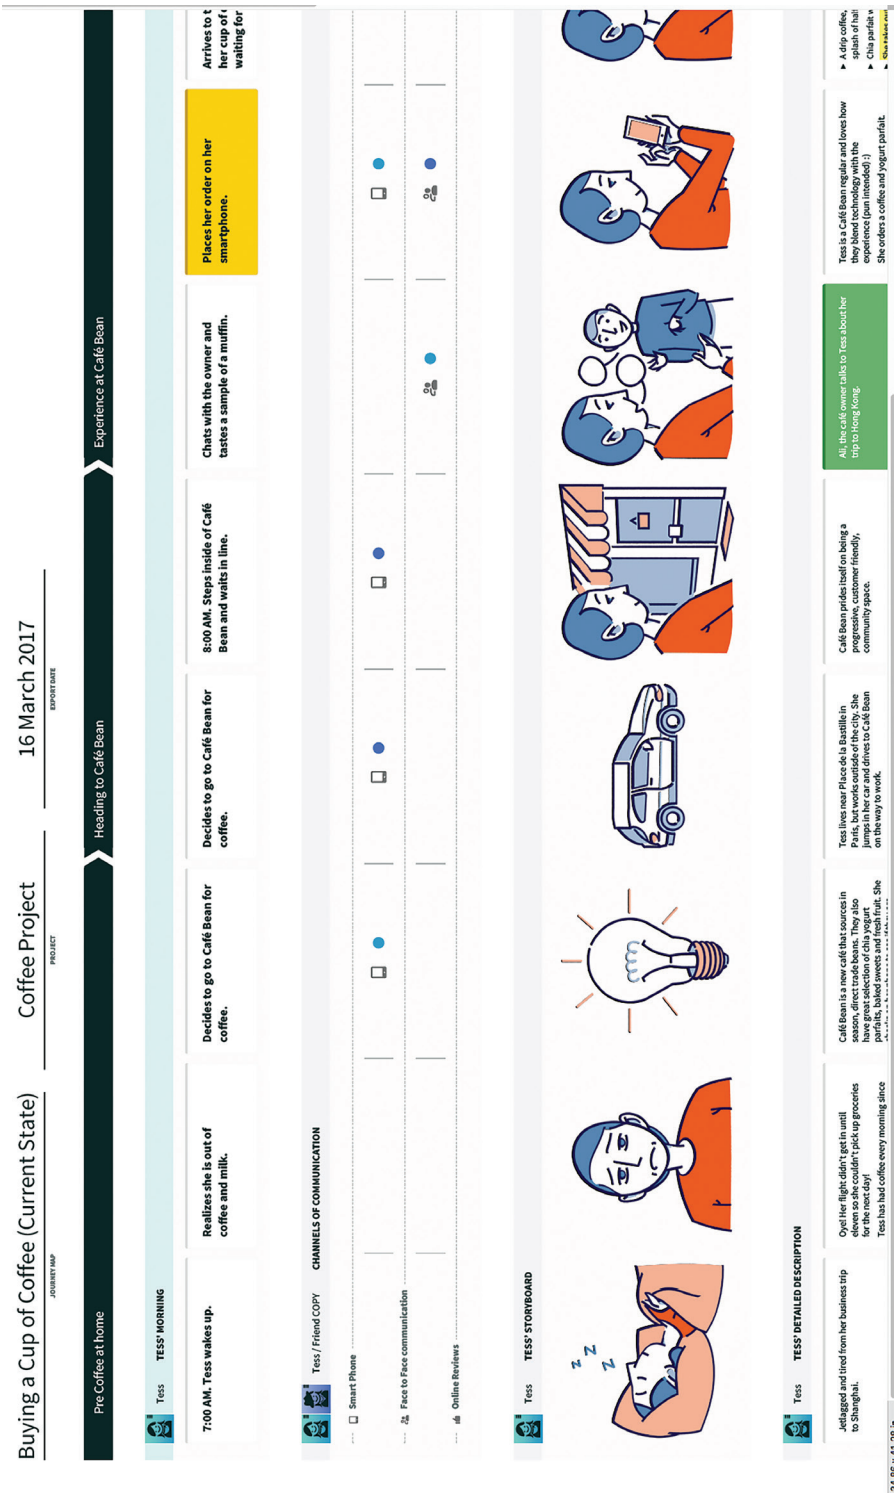 Buying a Cup of Coffee (Current State)
JOURNEY MAP
Coffee Project
PROJECT
16 March 2017
EXPORT DATE
Pre Coffee at home
Heading to Café Bean
Experience at Café Bean
Tess
TESS' MORNING
7:00 AM. Tess wakes up.
Realizes she is out of
coffee and milk.
Decides to go to Café Bean for
coffee.
Decides to go to Café Bean for
coffee.
8:00 AM. Steps inside of Café
Bean and waits in line.
Chats with the owner and
tastes a sample of a muffin.
Places her order on her
smartphone.
Arrives to t
her cup of
waiting for
Tess / Friend COPY
CHANNELS OF COMMUNICATION
Smart Phone
Face to Face communication
Online Reviews
Tess
TESS' STORYBOARD
z z z
Tess
TESS' DETAILED DESCRIPTION
Jetlagged and tired from her business trip
to Shanghai.
Oye! Her flight didn't get in until
eleven so she couldn't pick up groceries
for the next day!
Tess has had coffee every morning since
Café Bean is a new café that sources in
season, direct trade beans. They also
have great selection of chia yogurt
parfaits, baked sweets and fresh fruit. She
Tess lives near Place de la Bastille in
Paris, but works outisde of the city. She
jumps in her car and drives to Café Bean
on the way to work.
Café Bean prides itself on being a
progressive, customer friendly,
community space.
Ali, the café owner talks to Tess about her
trip to Hong Kong.
Tess is a Café Bean regular and loves how
they blend technology with the
experience (pun intended) :)
She orders a coffee and yogurt parfait.
► A drip coffee,
splash of hal
► Chia parfait w